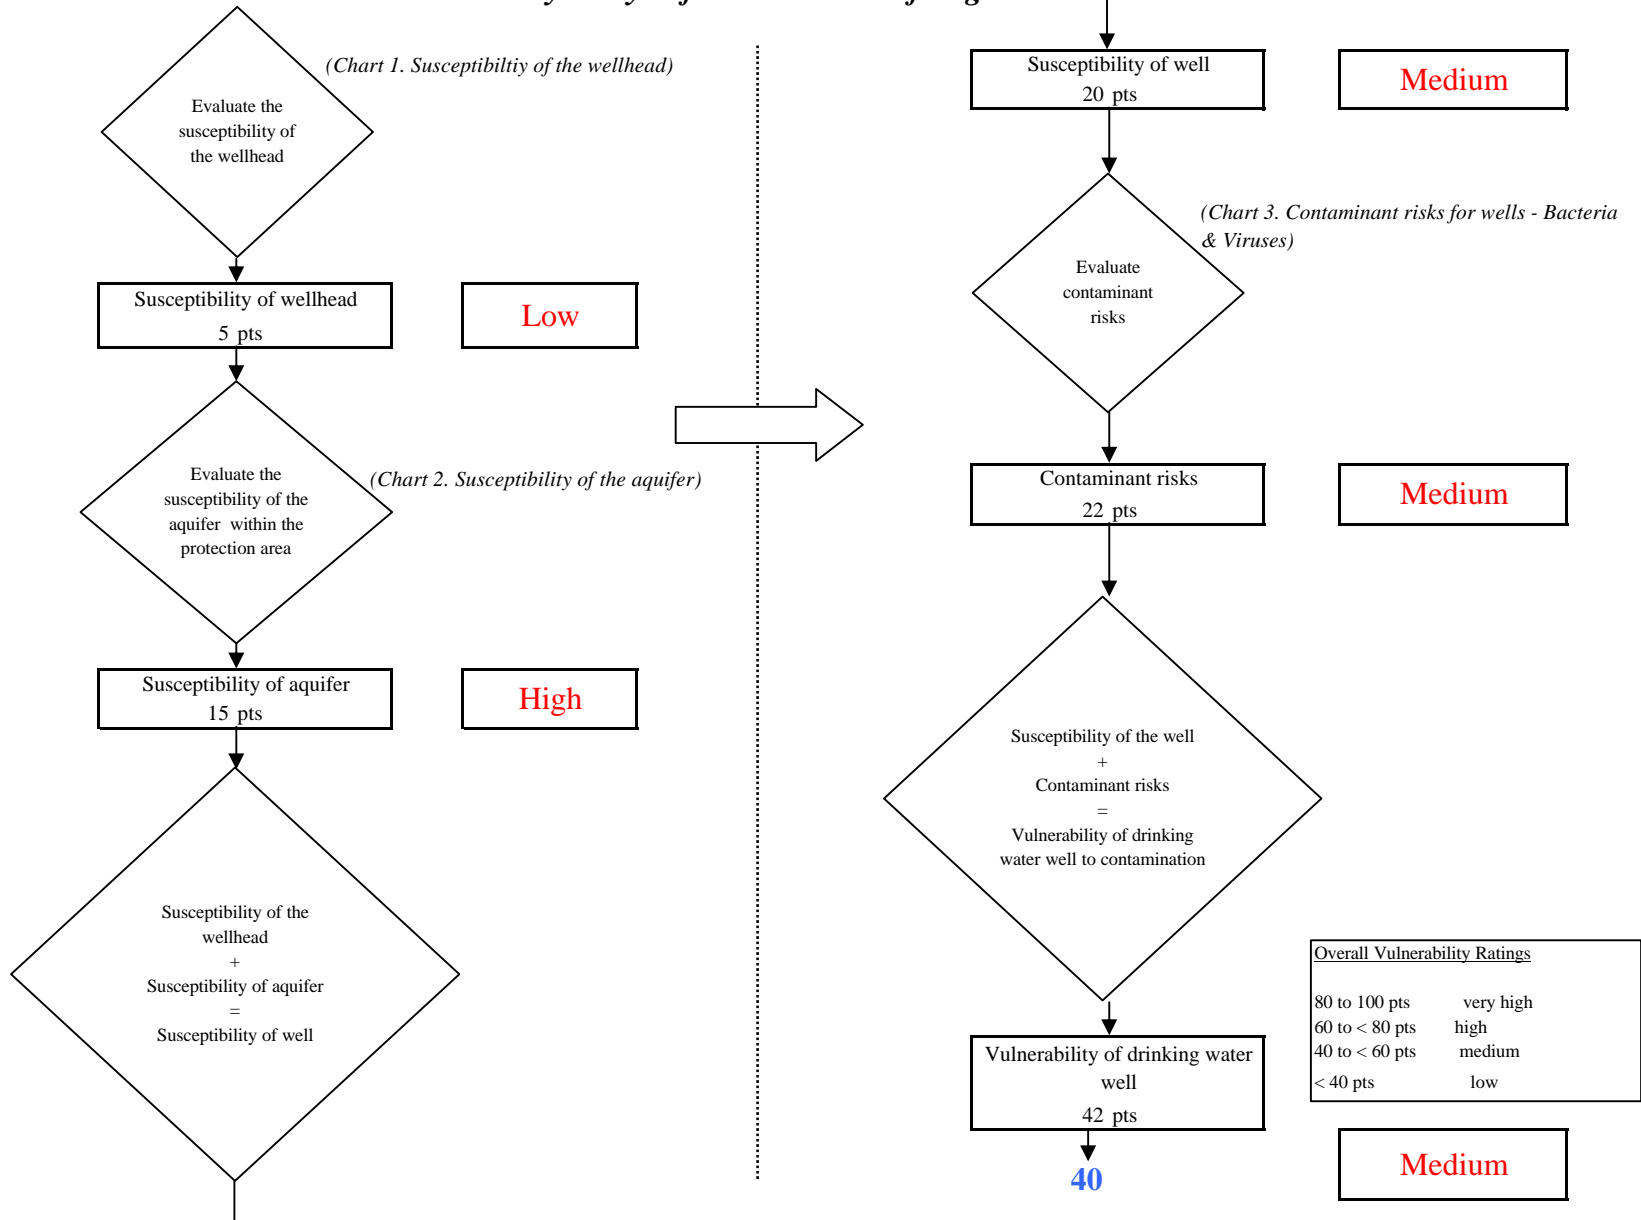 (Chart 1. Susceptibiltiy of the wellhead)
Evaluate the
susceptibility of
the wellhead
Susceptibility of wellhead
5 pts
Low
Evaluate the
susceptibility of the
aquifer within the
protection area
(Chart 2. Susceptibility of the aquifer)
Susceptibility of aquifer
15 pts
High
Susceptibility of the
wellhead
+
Susceptibility of aquifer
=
Susceptibility of well
Susceptibility of well
20 pts
Medium
(Chart 3. Contaminant risks for wells - Bacteria
& Viruses)
Evaluate
contaminant
risks
Contaminant risks
22 pts
Medium
Susceptibility of the well
+
Contaminant risks
=
Vulnerability of drinking
water well to contamination
Overall Vulnerability Ratings
80 to 100 pts very high
60 to < 80 pts high
40 to < 60 pts medium
< 40 pts low
Vulnerability of drinking water
well
42 pts
40
Medium